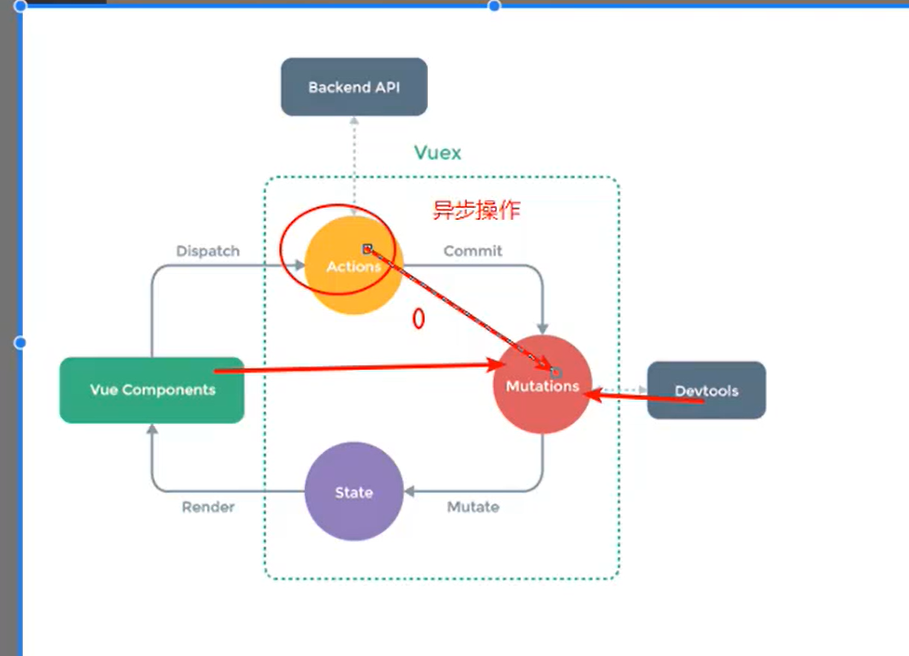 Backend API
Vuex
异步操作
Dispatch
Actions
Commit
0
Vue Components
Mutations
Devtools
State
Render
Mutate